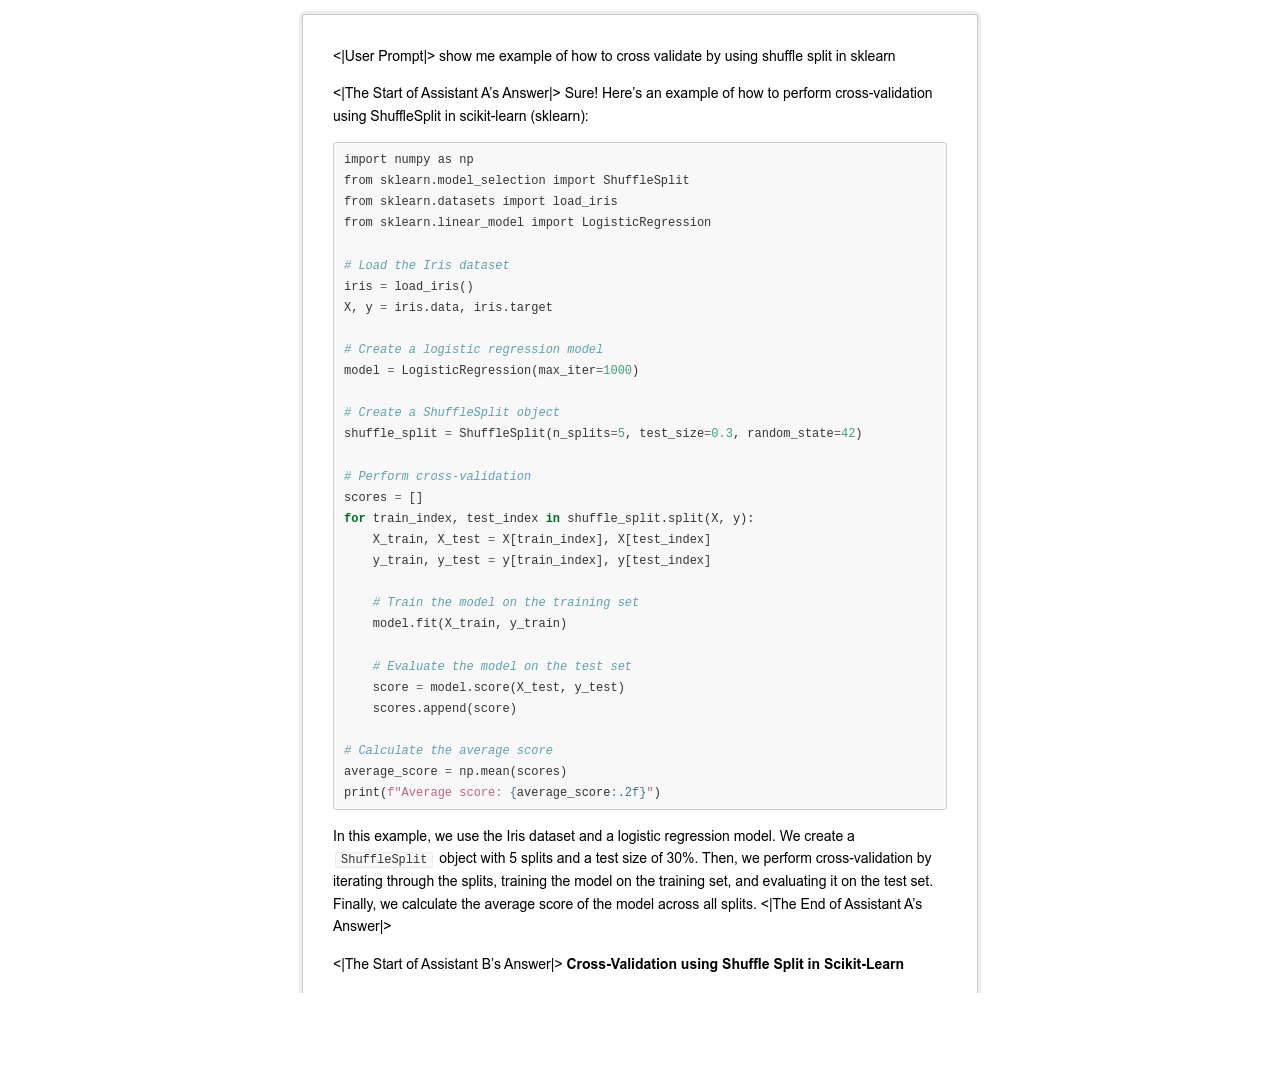 <|User Prompt|> show me example of how to cross validate by using shuffle split in sklearn
<|The Start of Assistant A’s Answer|> Sure! Here’s an example of how to perform cross-validation
using ShuffleSplit in scikit-learn (sklearn):
import numpy as np
from sklearn.model_selection import ShuffleSplit
from sklearn.datasets import load_iris
from sklearn.linear_model import LogisticRegression
# Load the Iris dataset
iris = load_iris()
X, y = iris.data, iris.target
# Create a logistic regression model
model = LogisticRegression(max_iter=1000)
# Create a ShuffleSplit object
shuffle_split = ShuffleSplit(n_splits=5, test_size=0.3, random_state=42)
# Perform cross-validation
scores = []
for train_index, test_index in shuffle_split.split(X, y):
    X_train, X_test = X[train_index], X[test_index]
    y_train, y_test = y[train_index], y[test_index]
    # Train the model on the training set
    model.fit(X_train, y_train)
    # Evaluate the model on the test set
    score = model.score(X_test, y_test)
    scores.append(score)
# Calculate the average score
average_score = np.mean(scores)
print(f"Average score: {average_score:.2f}")
In this example, we use the Iris dataset and a logistic regression model. We create a
ShuffleSplit object with 5 splits and a test size of 30%. Then, we perform cross-validation by
iterating through the splits, training the model on the training set, and evaluating it on the test set.
Finally, we calculate the average score of the model across all splits. <|The End of Assistant A’s
Answer|>
<|The Start of Assistant B’s Answer|> Cross-Validation using Shuffle Split in Scikit-Learn